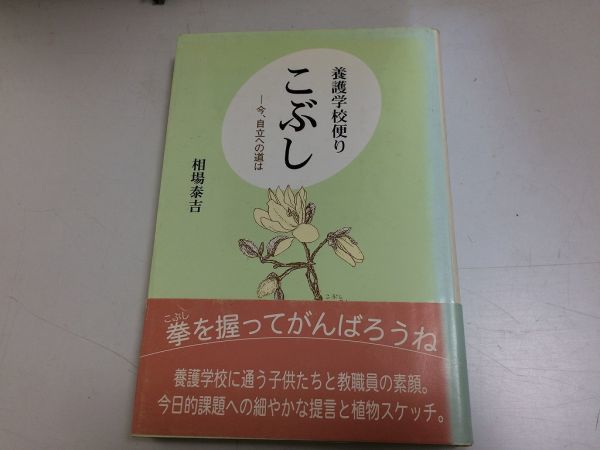 養護学校便り
こぶし
―今、自立への道は
相場泰吉
こぶし
こぶし
拳を握ってがんばろうね
養護学校に通う子供たちと教職員の素顔。
今日的課題への細やかな提言と植物スケッチ。